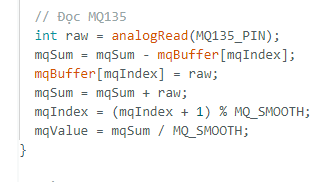 // Đọc MQ135
int raw = analogRead(MQ135_PIN);
mqSum = mqSum - mqBuffer[mqIndex];
mqBuffer[mqIndex] = raw;
mqSum = mqSum + raw;
mqIndex = (mqIndex + 1) % MQ_SMOOTH;
mqValue = mqSum / MQ_SMOOTH;
}